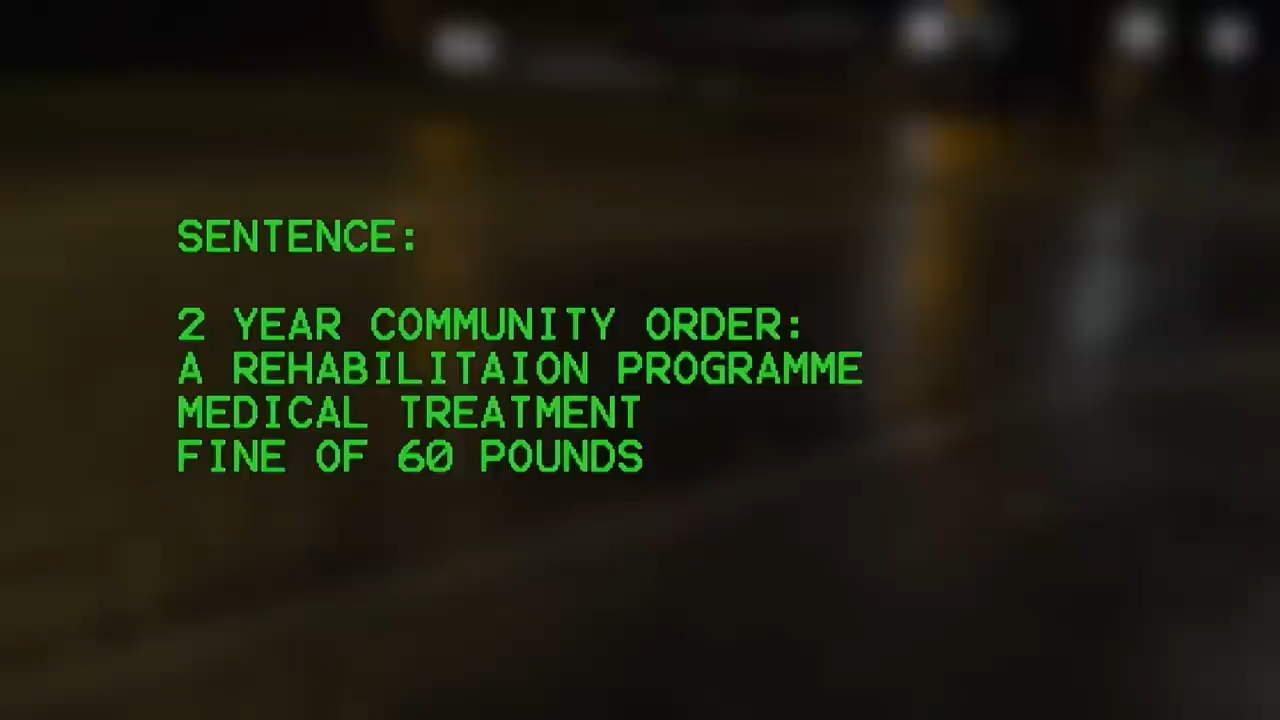 SENTENCE:
2 YEAR COMMUNITY ORDER:
A REHABILITAION PROGRAMME
MEDICAL TREATMENT
FINE OF 60 POUNDS